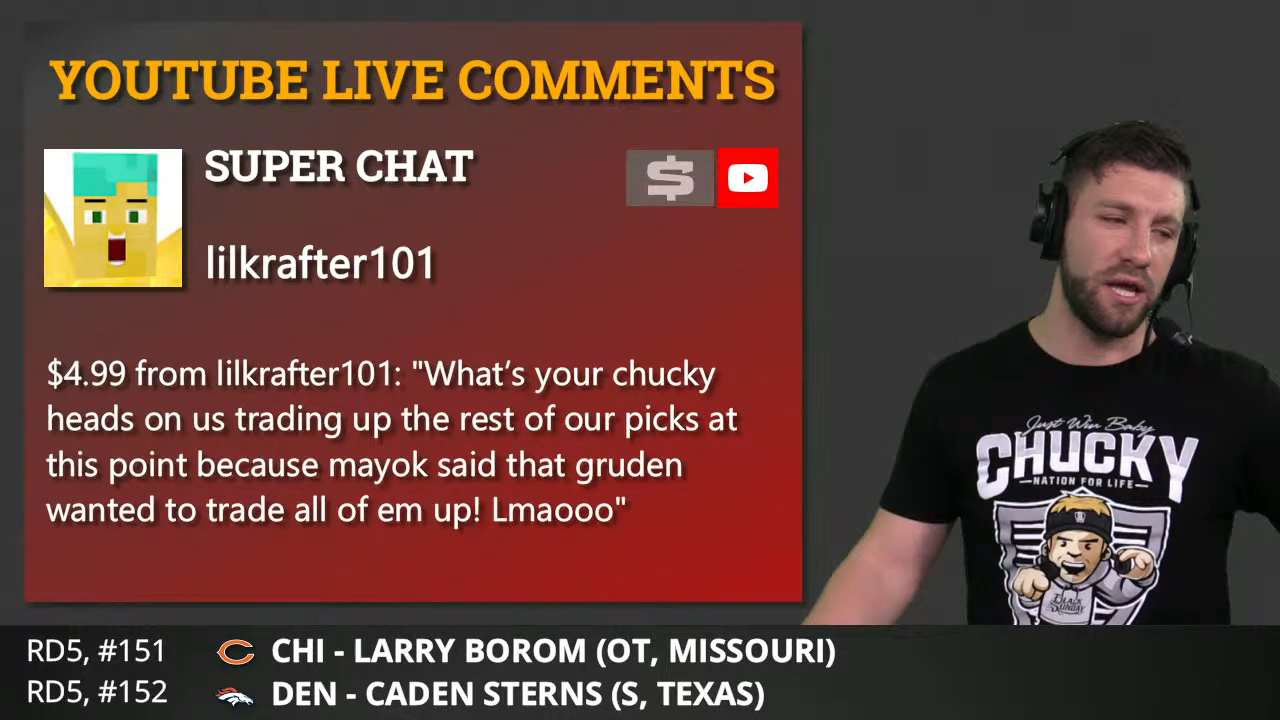 YOUTUBE LIVE COMMENTS
SUPER CHAT
lilkrafter101
$4.99 from lilkrafter101: "What's your chucky
heads on us trading up the rest of our picks at
this point because mayok said that gruden
wanted to trade all of em up! Lmaooo"
Just Win Baby
CHUCKY
NATION FOR LIFE
BLACK
SUNDAY
RD5, #151 CHI - LARRY BOROM (OT, MISSOURI)
RD5, #152 DEN - CADEN STERNS (S, TEXAS)